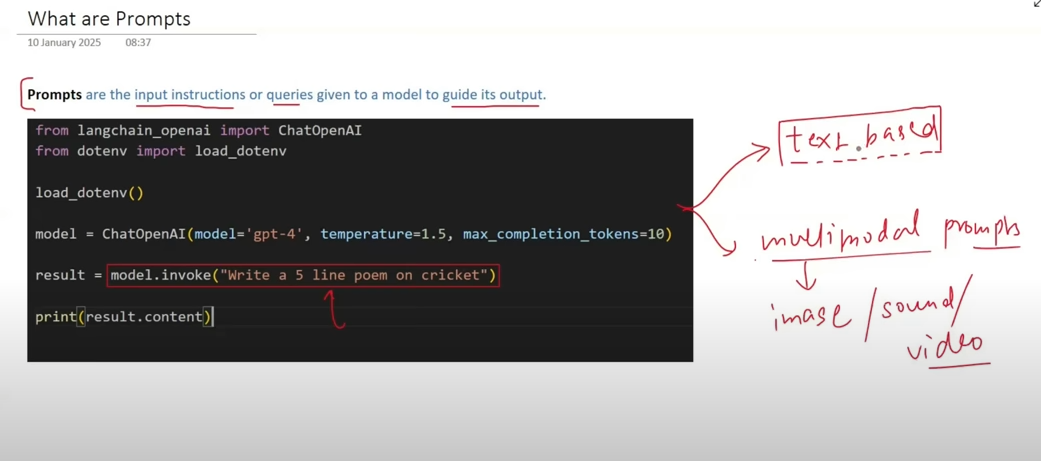 What are Prompts
10 January 2025 08:37
Prompts are the input instructions or queries given to a model to guide its output.
from langchain_openai import ChatOpenAI
from dotenv import load_dotenv
load_dotenv()
model = ChatOpenAI(model='gpt-4', temperature=1.5, max_completion_tokens=10)
result = model.invoke("Write a 5 line poem on cricket")
print(result.content)
text.based
multimodal prompts
image / sound /
video